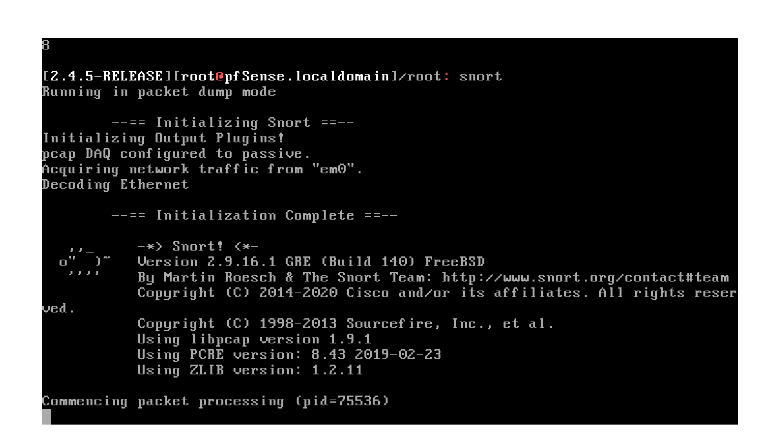 8
[2.4.5-RELEASE][root@pfSense.localdomain]/root: snort
Running in packet dump mode
--== Initializing Snort ==--
Initializing Output Plugins!
pcap DAQ configured to passive.
Acquiring network traffic from "em0".
Decoding Ethernet
--== Initialization Complete ==--
,,_     -*> Snort! <*-
o"  )~   Version 2.9.16.1 GRE (Build 140) FreeBSD
''''    By Martin Roesch & The Snort Team: http://www.snort.org/contact#team
Copyright (C) 2014-2020 Cisco and/or its affiliates. All rights reser
ved.
Copyright (C) 1998-2013 Sourcefire, Inc., et al.
Using libpcap version 1.9.1
Using PCRE version: 8.43 2019-02-23
Using ZLIB version: 1.2.11
Commencing packet processing (pid=75536)